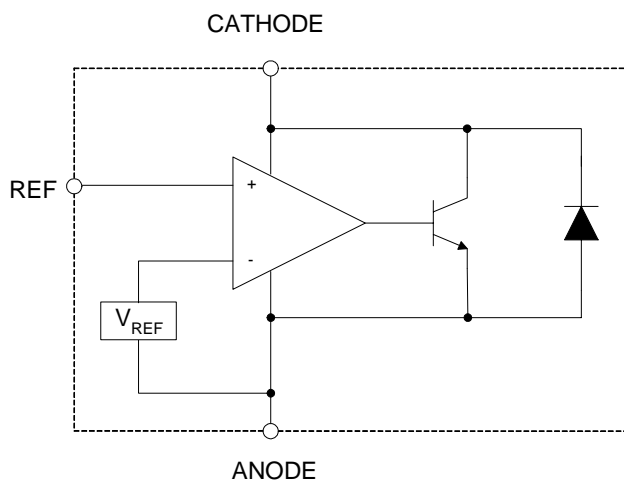 CATHODE
REF
+
-
VREF
ANODE